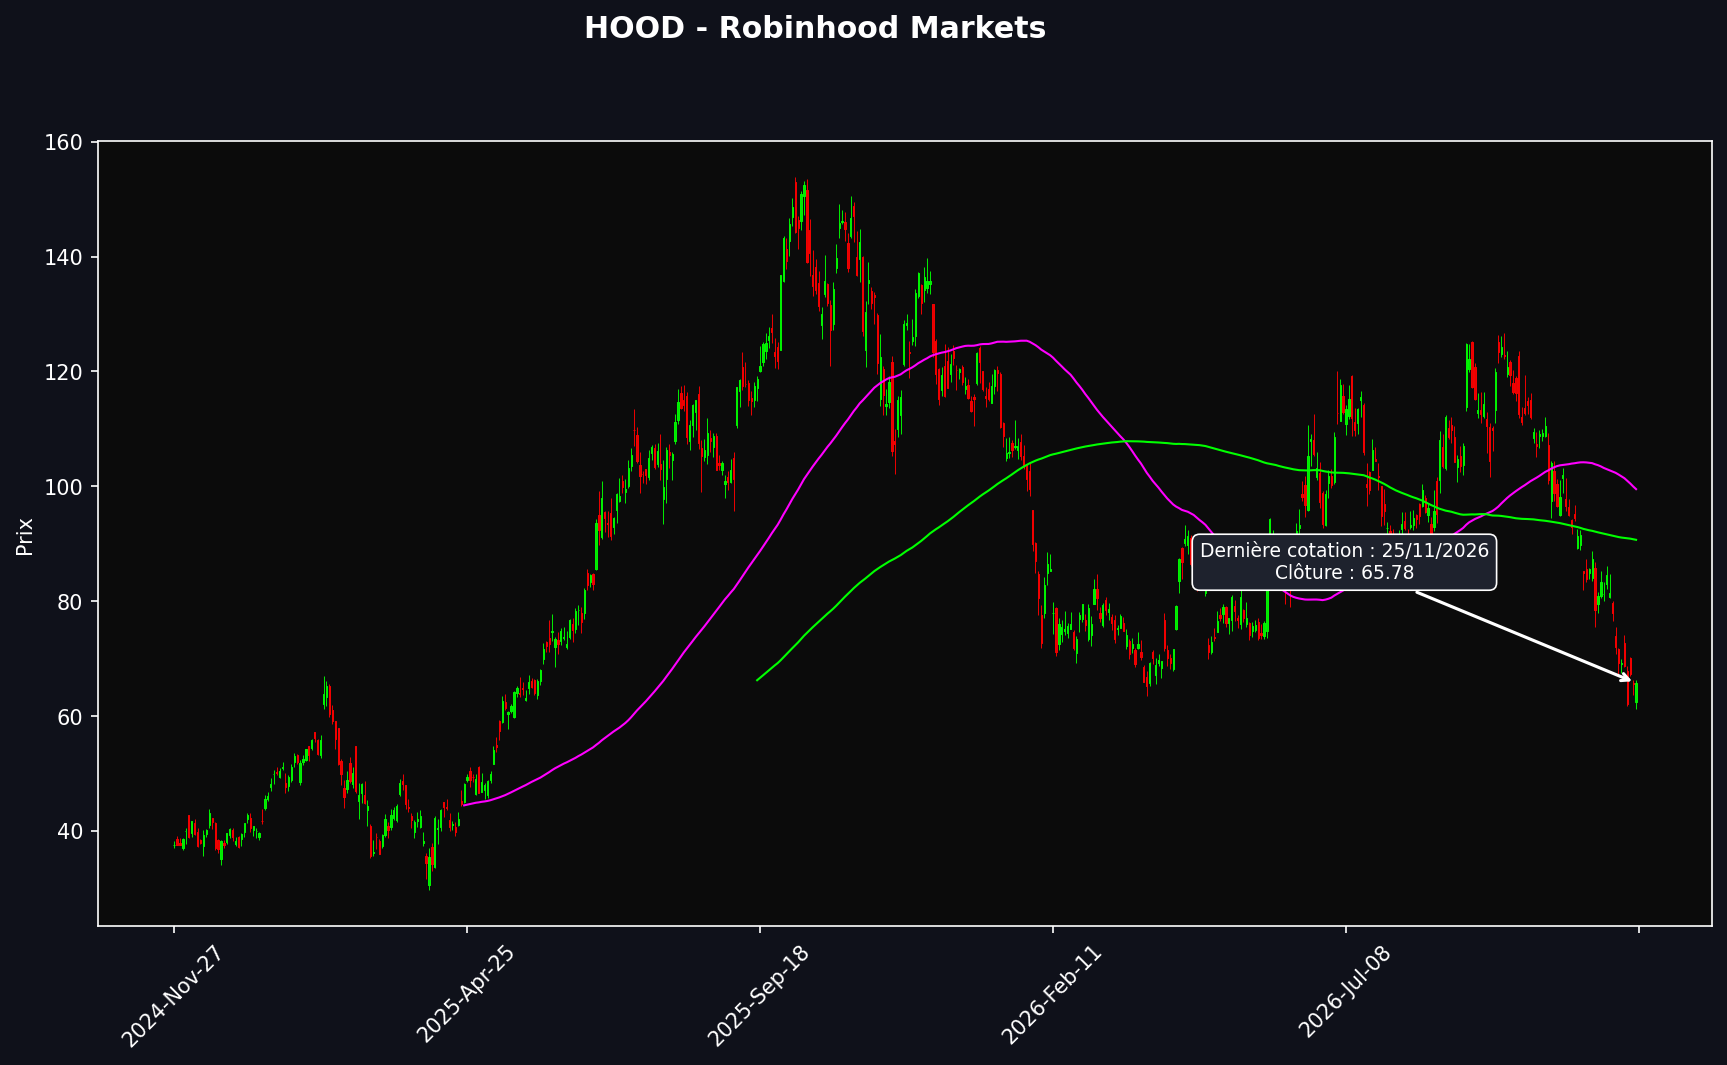 HOOD - Robinhood Markets
160
140
120
100
80
60
40
Prix
Dernière cotation : 25/11/2026
Clôture : 65.78
2024-Nov-27
2025-Apr-25
2025-Sep-18
2026-Feb-11
2026-Jul-08